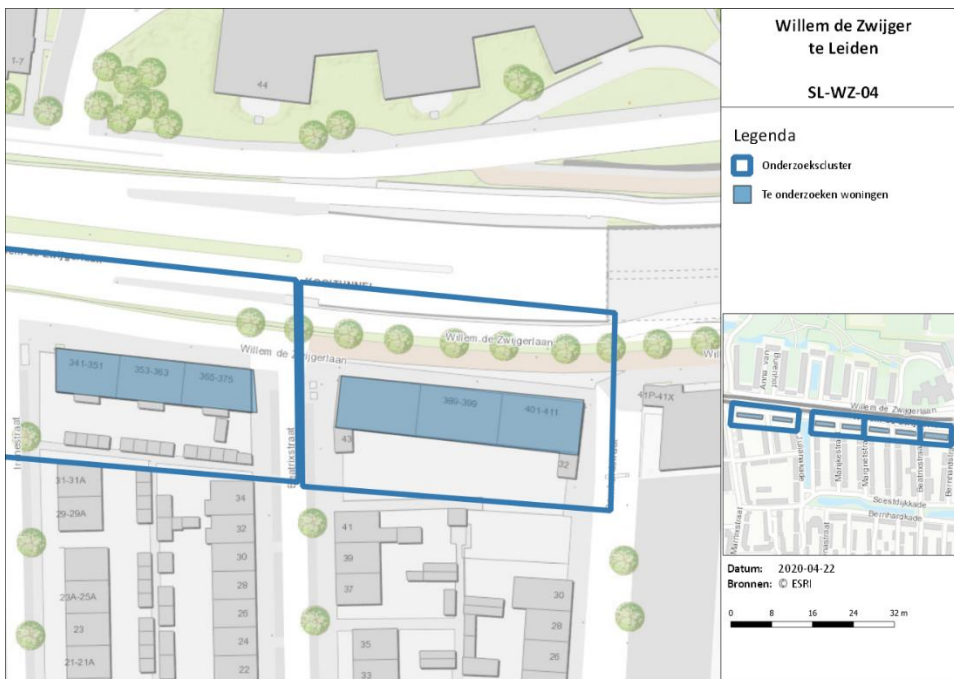 Willem de Zwijger
te Leiden
SL-WZ-04
Legenda
Onderzoekscluster
Te onderzoeken woningen
1-7
44
Willem de Zwijgerlaan
Willem de Zwijgerlaan
341-351
353-363
365-375
389-399
401-411
41P-41X
43
32
Irenestraat
Beatrixstraat
31-31A
29-29A
34
32
30
28
26
24
22
23A-25A
23
21-21A
41
39
37
35
33
30
28
26
Willem de Zwijgerlaan
Marijkestraat
Margrietstraat
Beatrixstraat
Bernhardstraat
Soestdijkkade
Bernhardkade
Datum: 2020-04-22
Bronnen: © ESRI
0 8 16 24 32 m